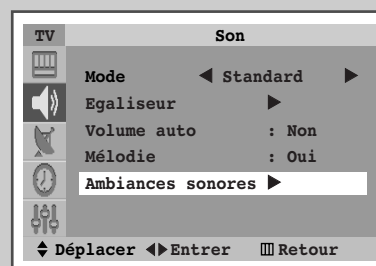 TV Son
Mode ◀ Standard ▶
Egaliseur ▶
Volume auto : Non
Mélodie : Oui
Ambiances sonores ▶
Déplacer Entrer Retour